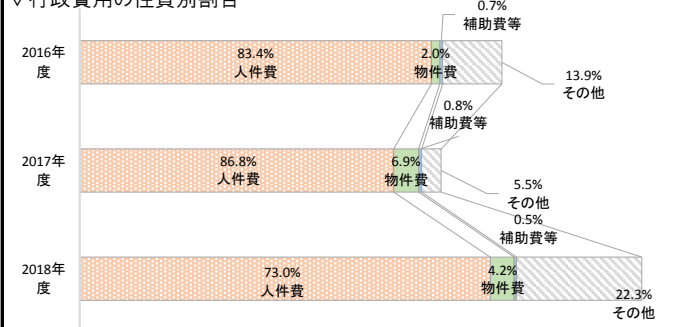 ▽行政費用の性質別割合
0.7%
補助費等
2016年
度
83.4%
人件費
2.0%
物件費
13.9%
その他
0.8%
補助費等
2017年
度
86.8%
人件費
6.9%
物件費
5.5%
その他
0.5%
補助費等
2018年
度
73.0%
人件費
4.2%
物件費
22.3%
その他